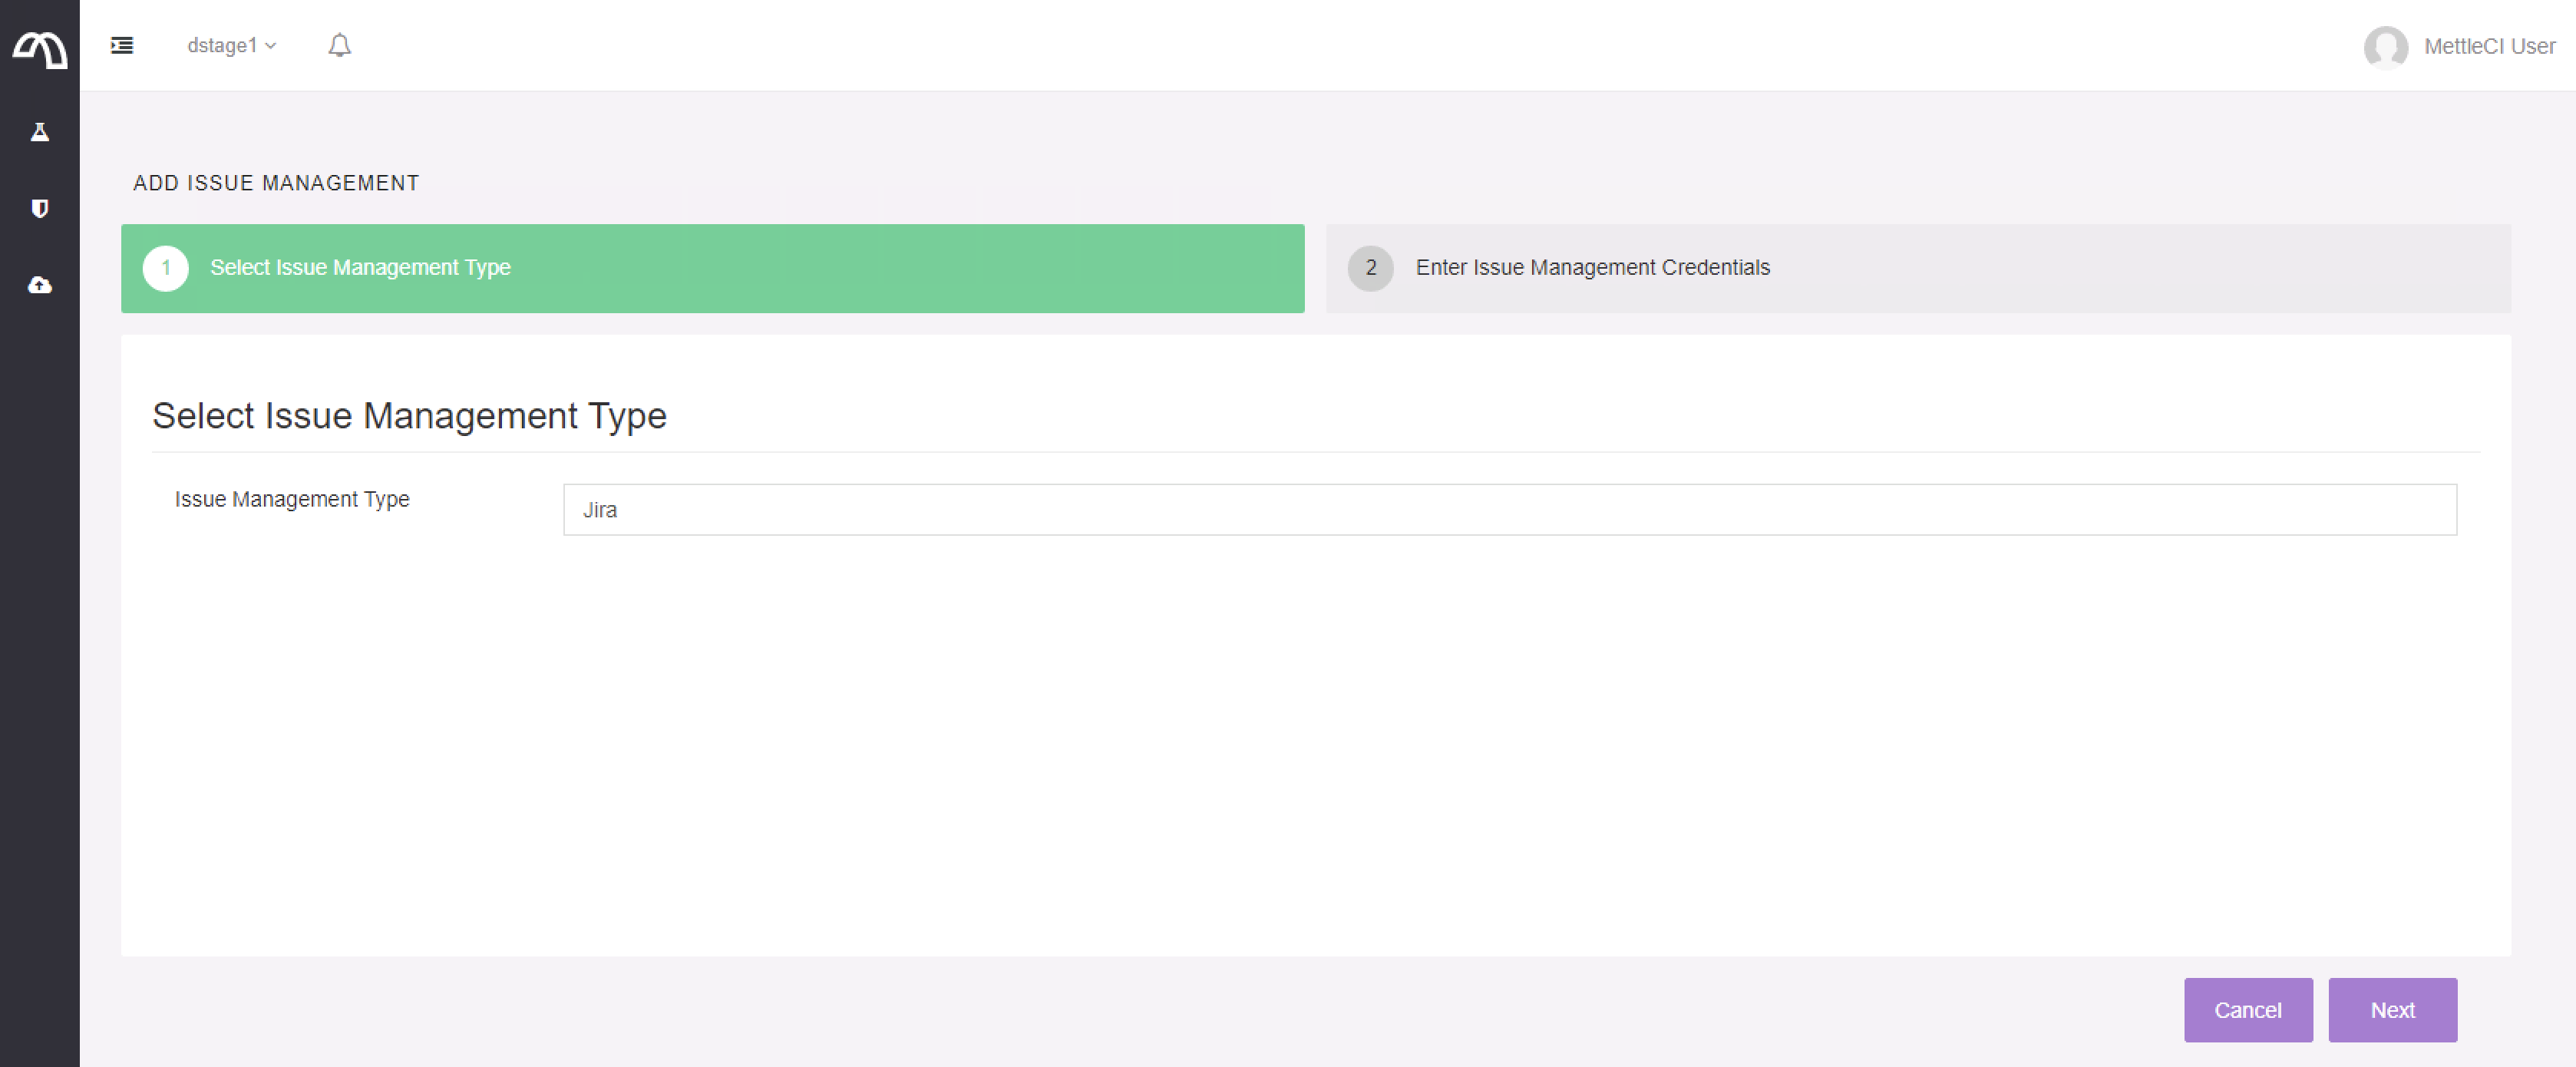 dstage1
MettleCI User
ADD ISSUE MANAGEMENT
1 Select Issue Management Type
2 Enter Issue Management Credentials
Select Issue Management Type
Issue Management Type
Jira
Cancel
Next